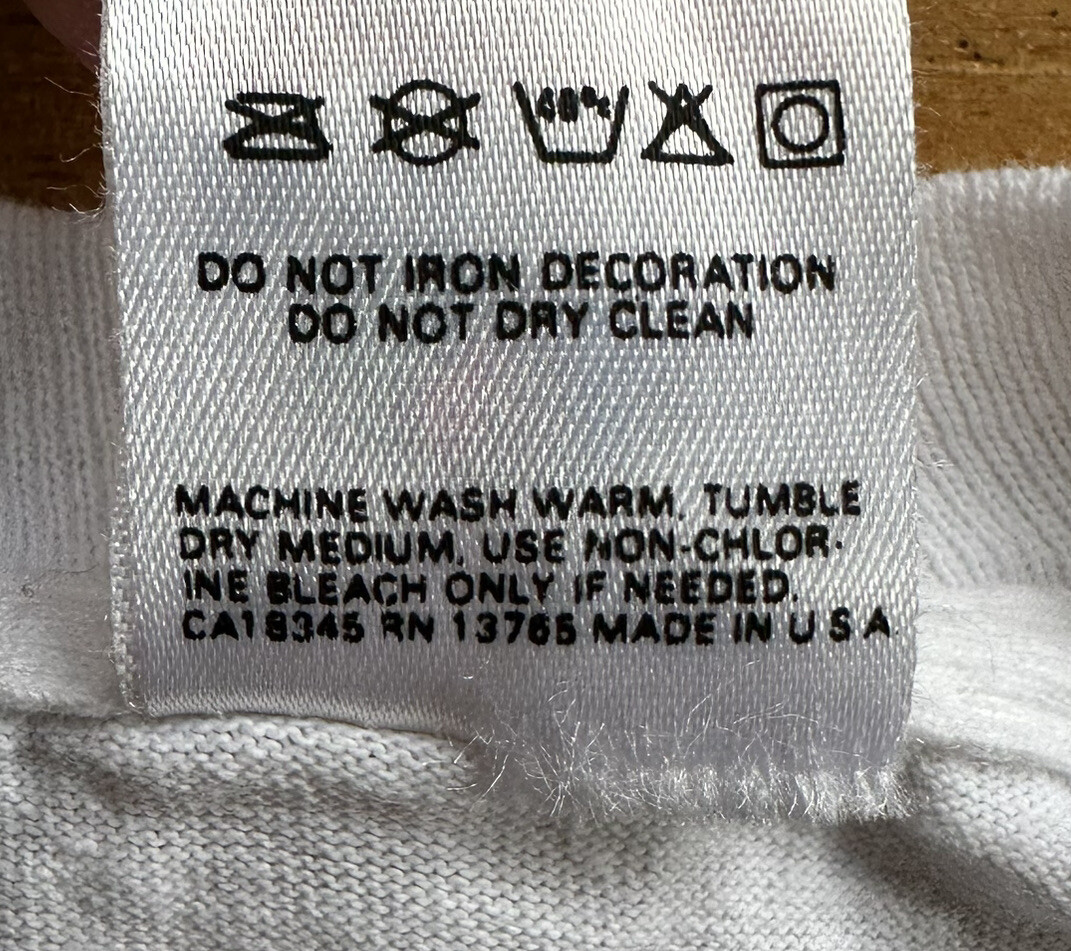 40°c
DO NOT IRON DECORATION
DO NOT DRY CLEAN
MACHINE WASH WARM, TUMBLE
DRY MEDIUM, USE NON-CHLOR-
INE BLEACH ONLY IF NEEDED.
CA18345 RN 13765 MADE IN U S A